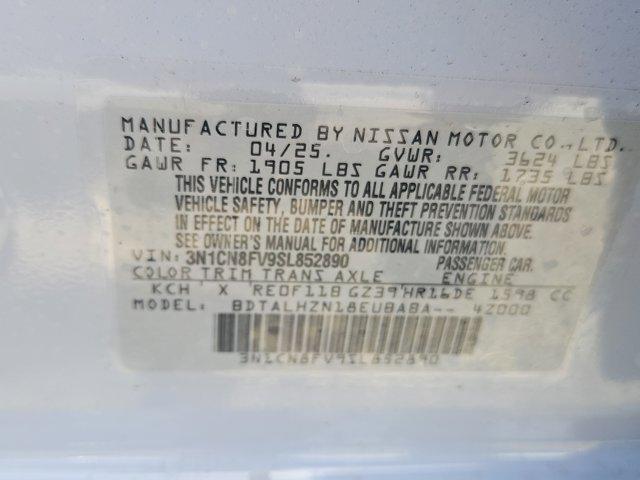 MANUFACTURED BY NISSAN MOTOR CO.,LTD.
DATE: 04/25. GVWR: 3624 LBS
GAWR FR: 1905 LBS GAWR RR: 1735 LBS
THIS VEHICLE CONFORMS TO ALL APPLICABLE FEDERAL MOTOR
VEHICLE SAFETY, BUMPER AND THEFT PREVENTION STANDARDS
IN EFFECT ON THE DATE OF MANUFACTURE SHOWN ABOVE.
SEE OWNER'S MANUAL FOR ADDITIONAL INFORMATION.
VIN: 3N1CN8FV9SL852890 PASSENGER CAR.
COLOR TRIM TRANS AXLE ENGINE
KCH X RE0F11B GZ39 HR16DE 1598 CC
MODEL: BDTALHZN18EUBABA-- 4Z000
3N1CN8FV9SL852890